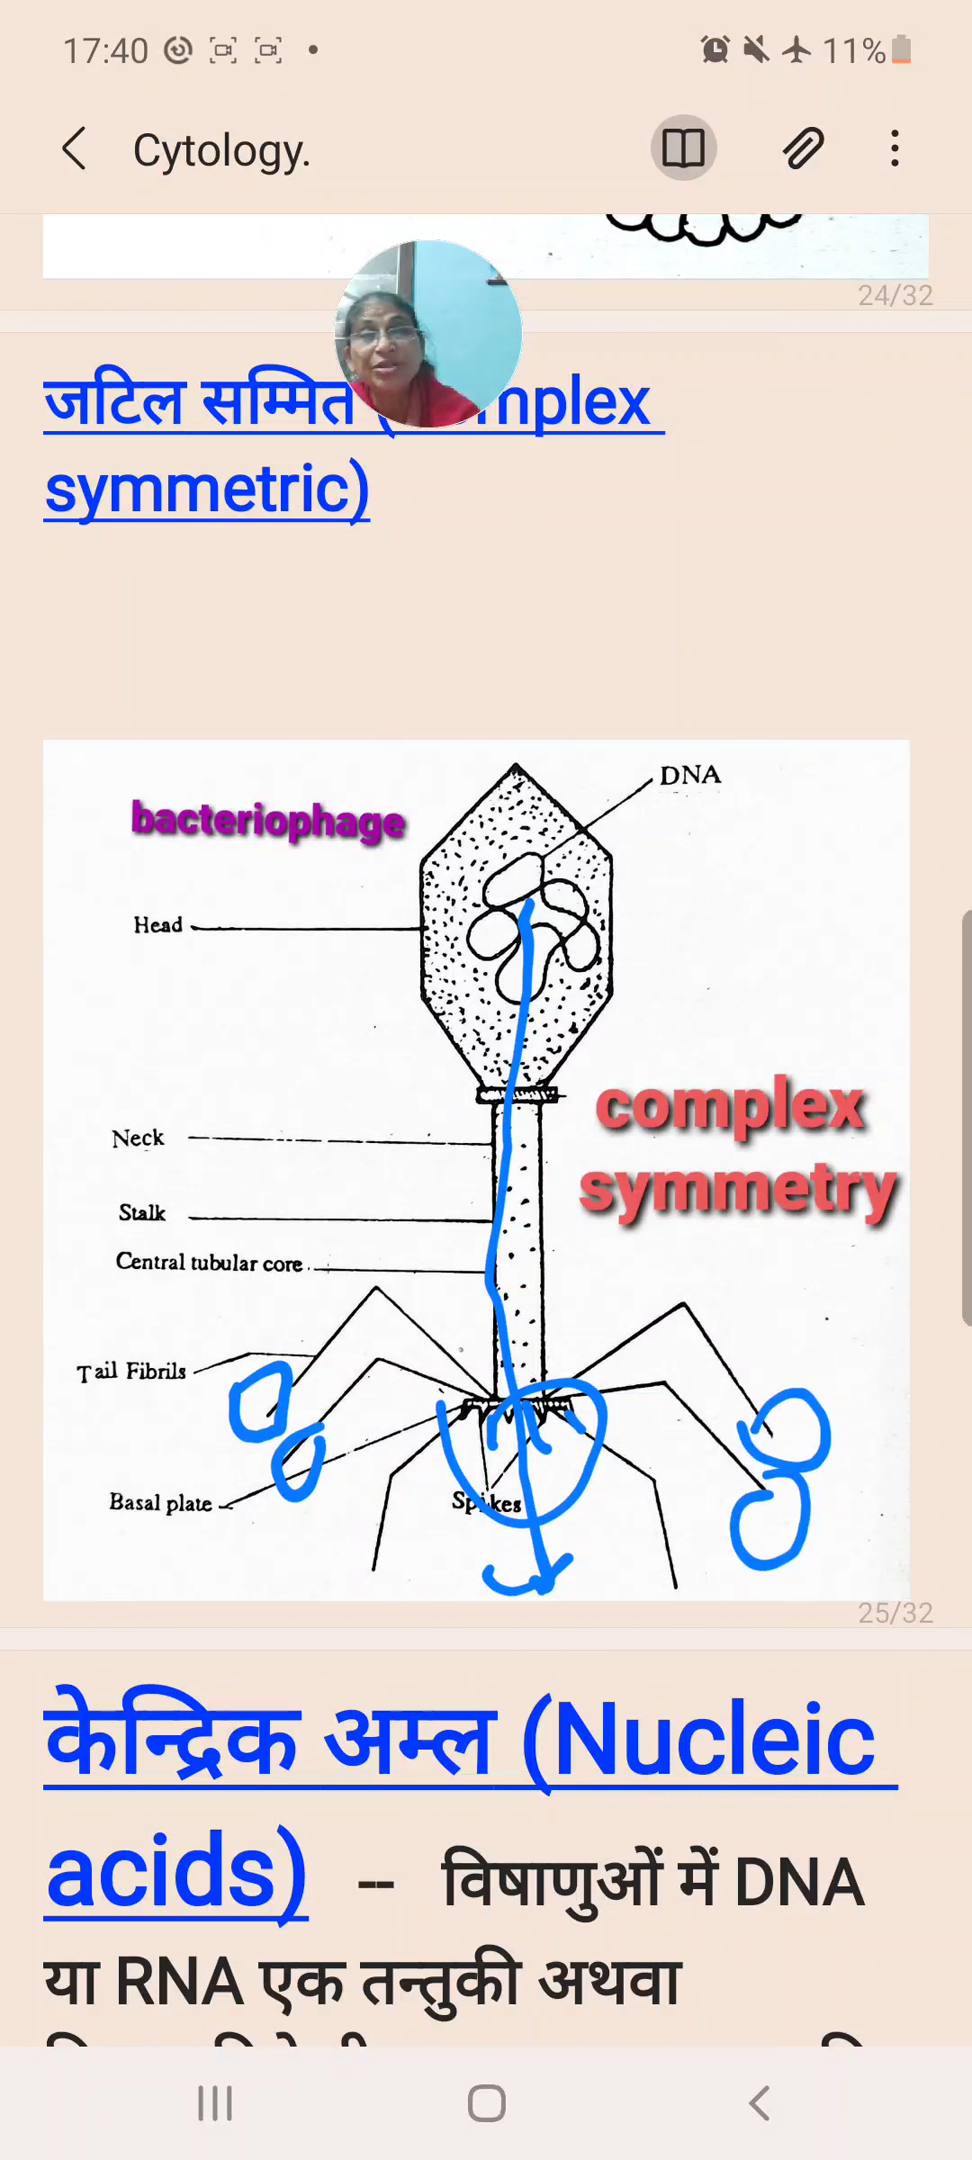 17:40
11%
Cytology.
24/32
जटिल सम्मित
symmetric)
DNA
bacteriophage
Head
Neck
complex
symmetry
Stalk
Central tubular core
Tail Fibrils
Basal plate
Spikes
25/32
केन्द्रिक अम्ल (Nucleic
acids) -- विषाणुओं में DNA
या RNA एक तन्तुकी अथवा